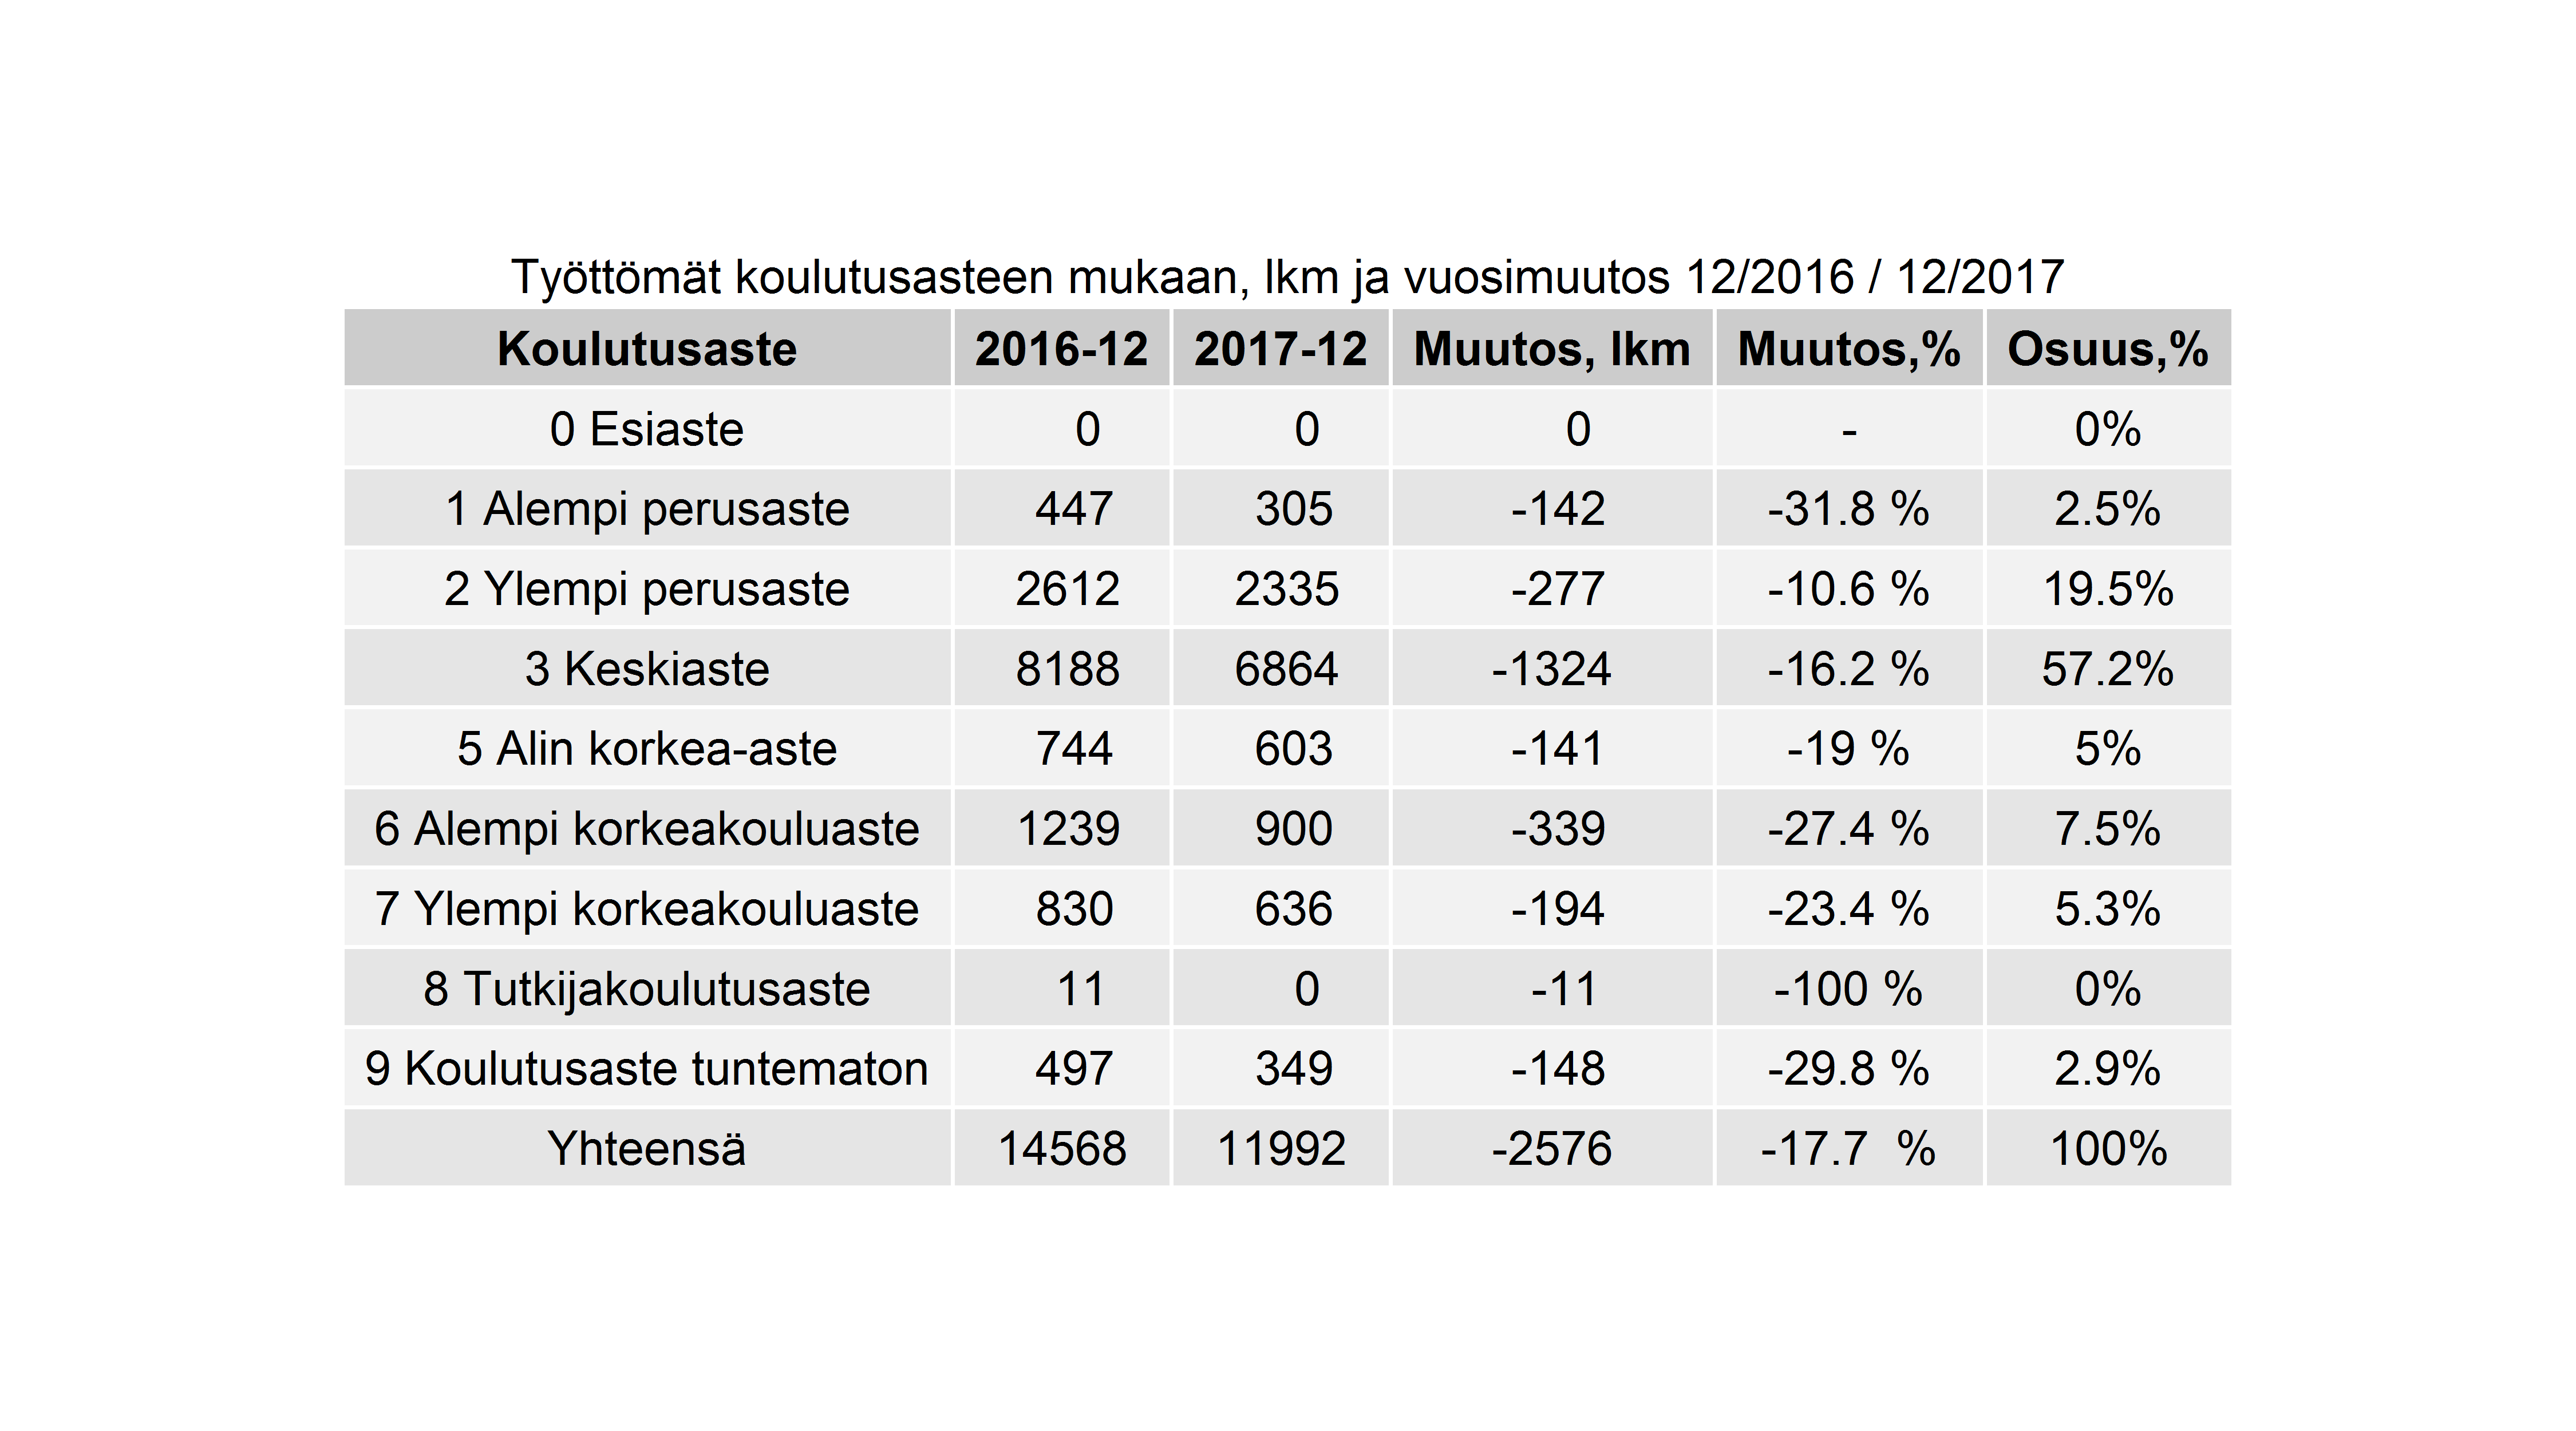 Työttömät koulutusasteen mukaan, lkm ja vuosimuutos 12/2016 / 12/2017
Koulutusaste 2016-12 2017-12 Muutos, lkm Muutos,% Osuus,%
0 Esiaste 0 0 0 - 0%
1 Alempi perusaste 447 305 -142 -31.8 % 2.5%
2 Ylempi perusaste 2612 2335 -277 -10.6 % 19.5%
3 Keskiaste 8188 6864 -1324 -16.2 % 57.2%
5 Alin korkea-aste 744 603 -141 -19 % 5%
6 Alempi korkeakouluaste 1239 900 -339 -27.4 % 7.5%
7 Ylempi korkeakouluaste 830 636 -194 -23.4 % 5.3%
8 Tutkijakoulutusaste 11 0 -11 -100 % 0%
9 Koulutusaste tuntematon 497 349 -148 -29.8 % 2.9%
Yhteensä 14568 11992 -2576 -17.7 % 100%